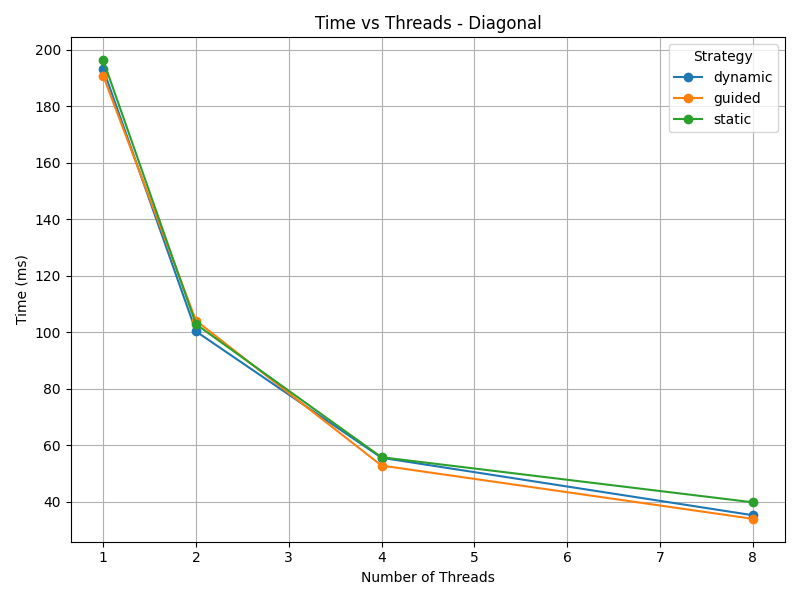 Time vs Threads - Diagonal
Strategy
dynamic
guided
static
200
180
160
140
120
100
80
60
40
Time (ms)
1 2 3 4 5 6 7 8
Number of Threads